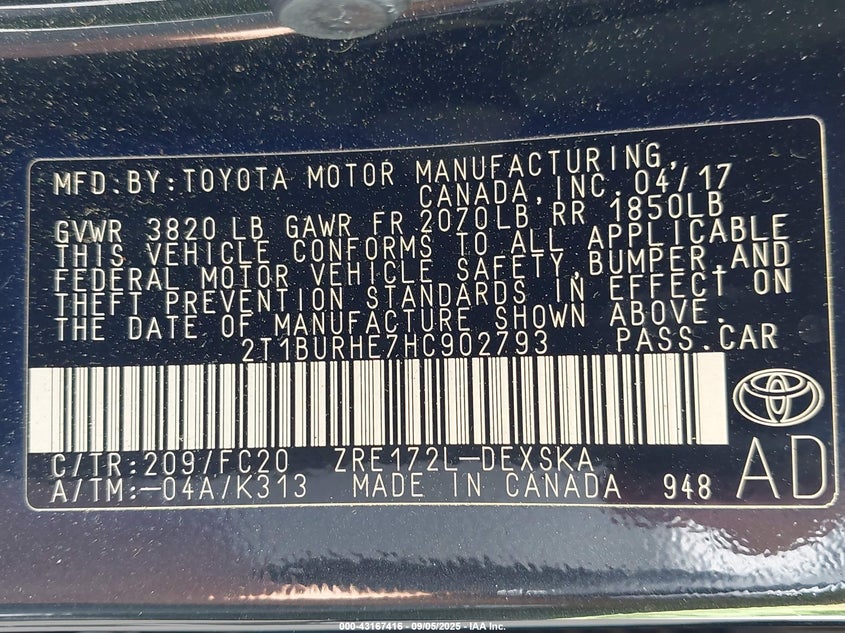 MFD.BY:TOYOTA MOTOR MANUFACTURING,
CANADA,INC. 04/17
GVWR 3820 LB GAWR FR 2070LB RR 1850LB
THIS VEHICLE CONFORMS TO ALL APPLICABLE
FEDERAL MOTOR VEHICLE SAFETY,BUMPER,AND
THEFT PREVENTION STANDARDS IN EFFECT ON
THE DATE OF MANUFACTURE SHOWN ABOVE.
2T1BURHE7HC902793 PASS.CAR
C/TR:209/FC20 ZRE172L-DEXSKA
A/TM:-04A/K313 MADE IN CANADA 948 AD
000-43167416 - 09/05/2025 - IAA Inc.